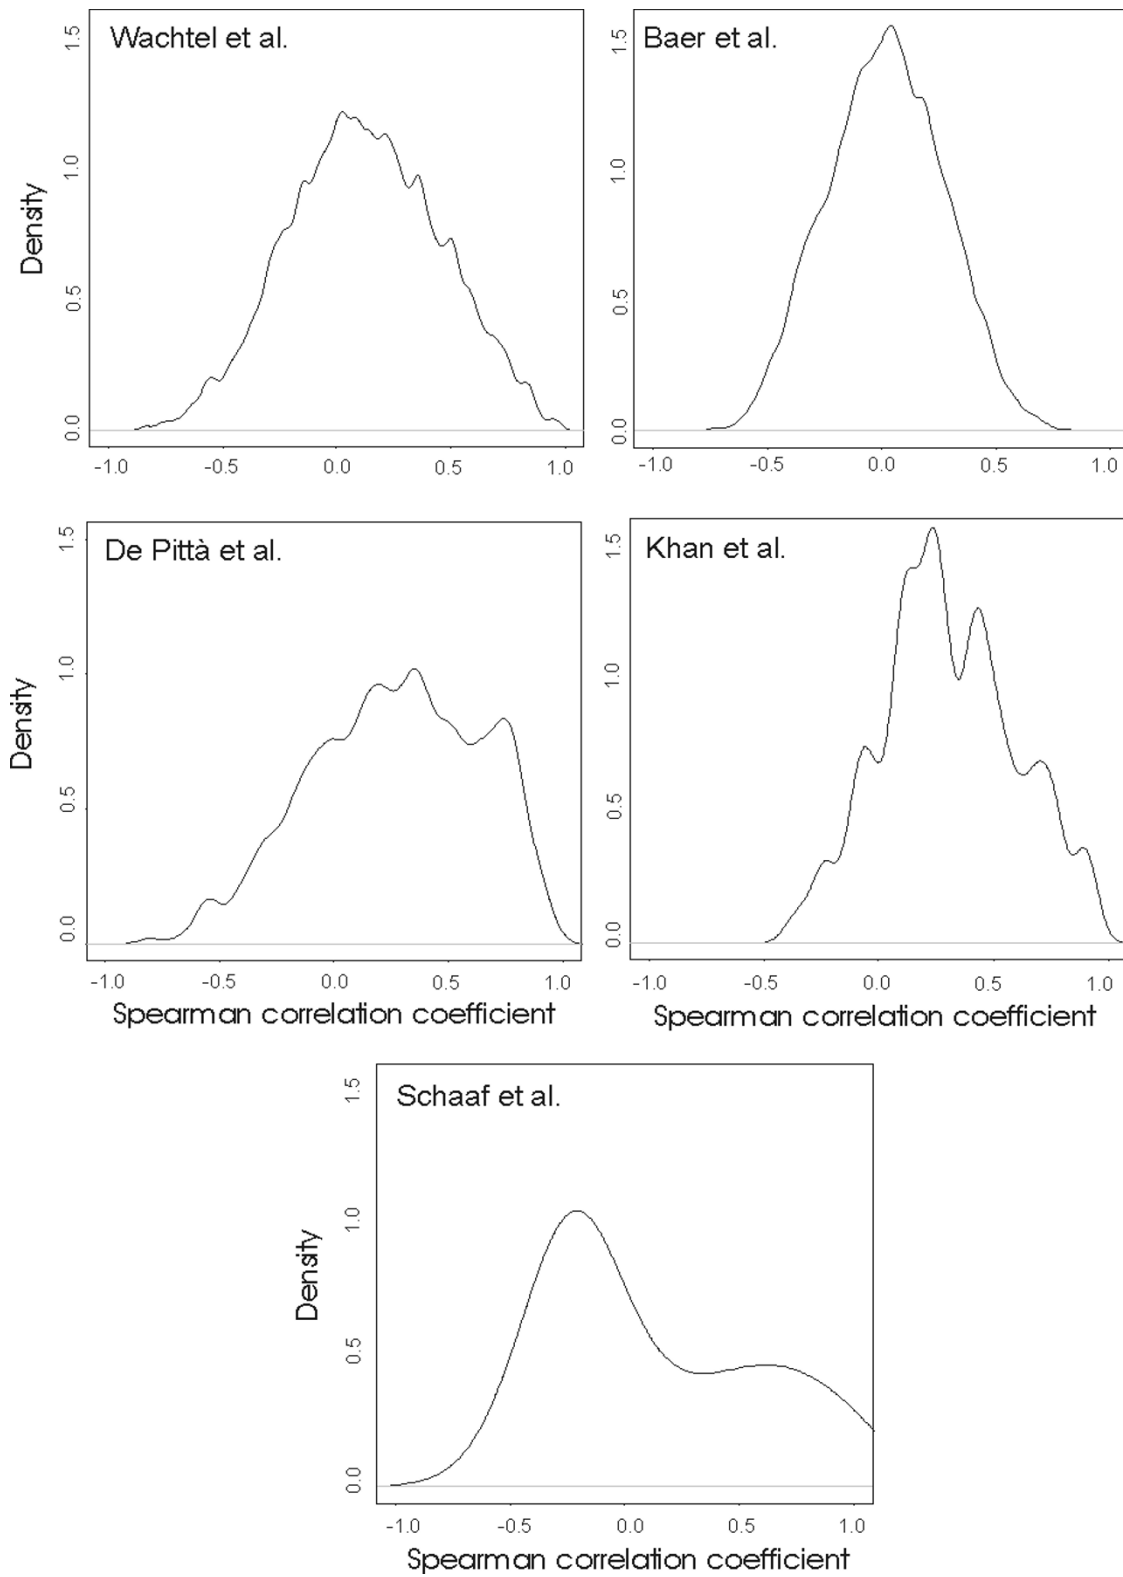 Wachtel et al.
Density
0.0 0.5 1.0 1.5
-1.0 -0.5 0.0 0.5 1.0
Baer et al.
0.0 0.5 1.0 1.5
-1.0 -0.5 0.0 0.5 1.0
De Pittà et al.
Density
0.0 0.5 1.0 1.5
-1.0 -0.5 0.0 0.5 1.0
Spearman correlation coefficient
Khan et al.
0.0 0.5 1.0 1.5
-1.0 -0.5 0.0 0.5 1.0
Spearman correlation coefficient
Schaaf et al.
Density
0.0 0.5 1.0 1.5
-1.0 -0.5 0.0 0.5 1.0
Spearman correlation coefficient